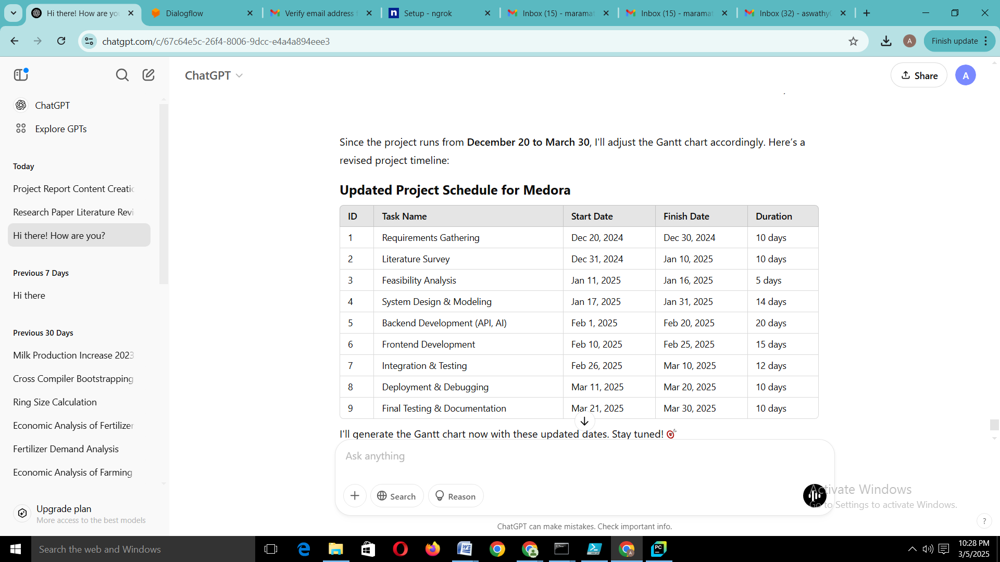 Hi there! How are yo
Dialogflow
Verify email address f
Setup - ngrok
Inbox (15) - maramat
Inbox (15) - maramat
Inbox (32) - aswathy
chatgpt.com/c/67c64e5c-26f4-8006-9dcc-e4a4a894eee3
A
Finish update
ChatGPT
Share
A
ChatGPT
Explore GPTs
Today
Project Report Content Creatic
Research Paper Literature Revi
Hi there! How are you?
Previous 7 Days
Hi there
Previous 30 Days
Milk Production Increase 2023
Cross Compiler Bootstrapping
Ring Size Calculation
Economic Analysis of Fertilizer
Fertilizer Demand Analysis
Economic Analysis of Farming
Upgrade plan
More access to the best models
Since the project runs from December 20 to March 30, I'll adjust the Gantt chart accordingly. Here’s a
revised project timeline:
Updated Project Schedule for Medora
ID Task Name Start Date Finish Date Duration
1 Requirements Gathering Dec 20, 2024 Dec 30, 2024 10 days
2 Literature Survey Dec 31, 2024 Jan 10, 2025 10 days
3 Feasibility Analysis Jan 11, 2025 Jan 16, 2025 5 days
4 System Design & Modeling Jan 17, 2025 Jan 31, 2025 14 days
5 Backend Development (API, AI) Feb 1, 2025 Feb 20, 2025 20 days
6 Frontend Development Feb 10, 2025 Feb 25, 2025 15 days
7 Integration & Testing Feb 26, 2025 Mar 10, 2025 12 days
8 Deployment & Debugging Mar 11, 2025 Mar 20, 2025 10 days
9 Final Testing & Documentation Mar 21, 2025 Mar 30, 2025 10 days
I'll generate the Gantt chart now with these updated dates. Stay tuned! 🎯
Ask anything
Search
Reason
Activate Windows
Go to Settings to activate Windows.
ChatGPT can make mistakes. Check important info.
?
Search the web and Windows
10:28 PM
3/5/2025